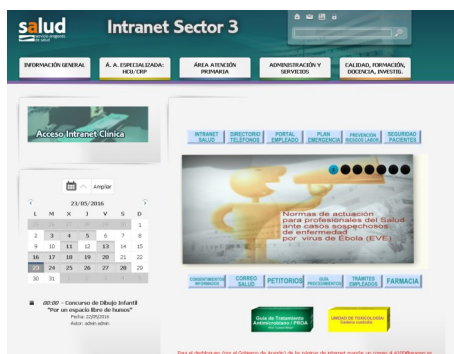 salud
servicio aragonés
de salud
Intranet Sector 3
INFORMACIÓN GENERAL
Á. A. ESPECIALIZADA:
HCU/CRP
ÁREA ATENCIÓN
PRIMARIA
ADMINISTRACIÓN Y
SERVICIOS
CALIDAD, FORMACIÓN,
DOCENCIA, INVESTIG.
Acceso Intranet Clínica
INTRANET
SALUD
DIRECTORIO
TELÉFONOS
PORTAL
EMPLEADO
PLAN
EMERGENCIA
PREVENCIÓN
RIESGOS LABOR
SEGURIDAD
PACIENTES
Ampliar
23/05/2016
L M X J V S D
1
2 3 4 5 6 7 8
9 10 11 12 13 14 15
16 17 18 19 20 21 22
23 24 25 26 27 28 29
30 31
1
Normas de actuación
para profesionales del Salud
ante casos sospechosos
de enfermedad
por virus de Ébola (EVE)
CONSENTIMIENTOS
INFORMADOS
CORREO
SALUD
PETITORIOS
GUÍA
PROCEDIMIENTOS
TRÁMITES
EMPLEADOS
FARMACIA
00:00 - Concurso de Dibujo Infantil
"Por un espacio libre de humos"
Fecha: 22/05/2016
Autor: admin admin
Guía de Tratamiento
Antimicrobiano / PROA
UNIDAD DE TOXICOLOGÍA